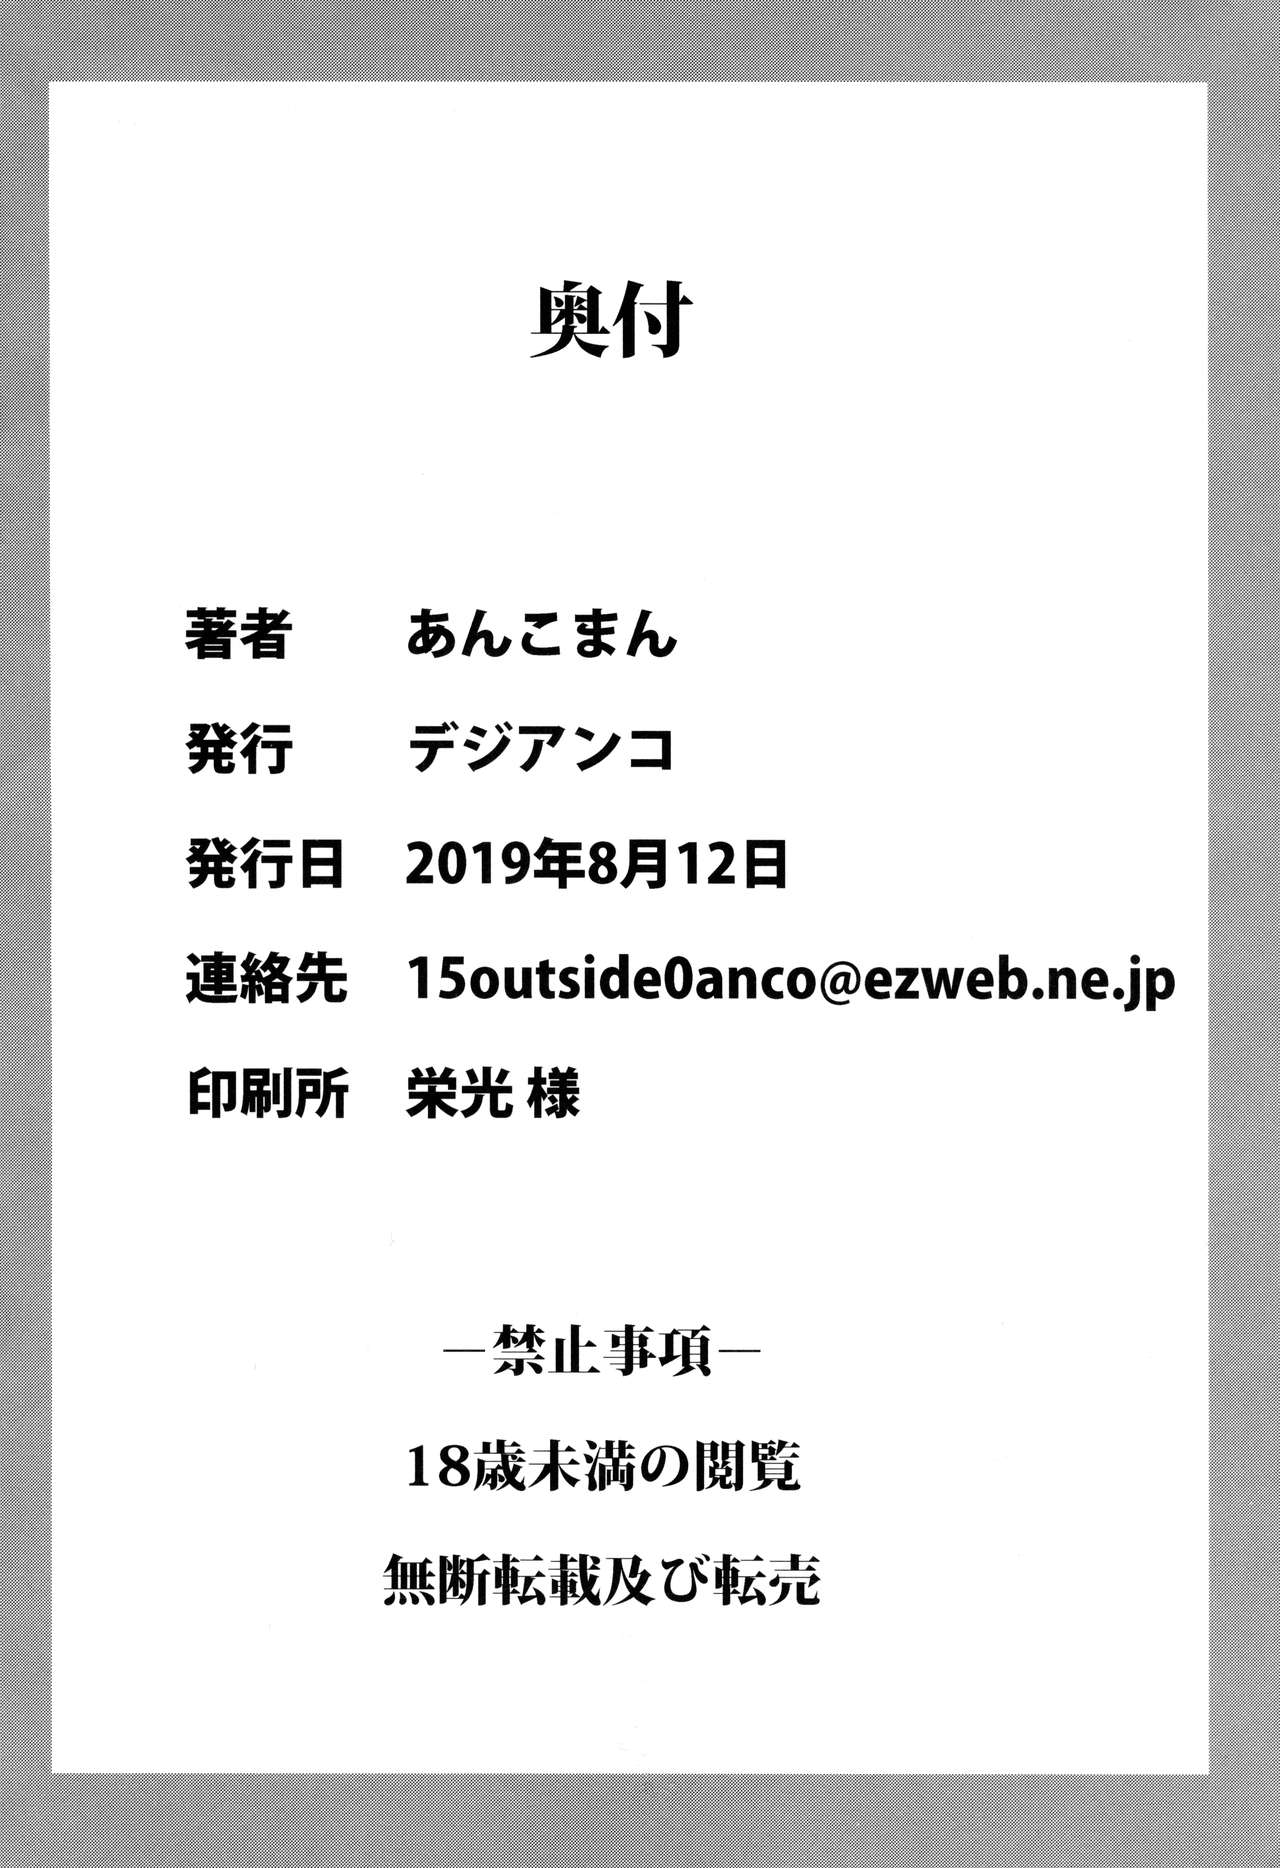 奥付
著者 あんこまん
発行 デジアンコ
発行日 2019年8月12日
連絡先 15outside0anco@ezweb.ne.jp
印刷所 栄光 様
―禁止事項―
18歳未満の閲覧
無断転載及び転売